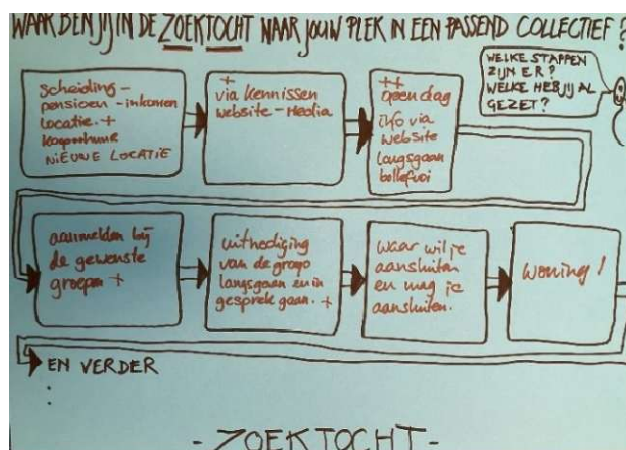 WAAR BEN JIJ IN DE ZOEKTOCHT NAAR JOUW PLEK IN EEN PASSEND COLLECTIEF?
scheiding -
pensioen - inkomen
locatie. +
koop/huur
NIEUWE LOCATIE
+
via kennissen
website - Media
++
open dag
info via
website
langsgaan
WELKE STAPPEN
ZIJN ER?
WELKE HEB JIJ AL
GEZET?
aanmelden bij
de gewenste
groepen +
uitnodiging
van de groep
langsgaan en in
gesprek gaan. +
waar wil je
aansluiten
en mag je
aansluiten.
Woning!
EN VERDER
- ZOEKTOCHT -